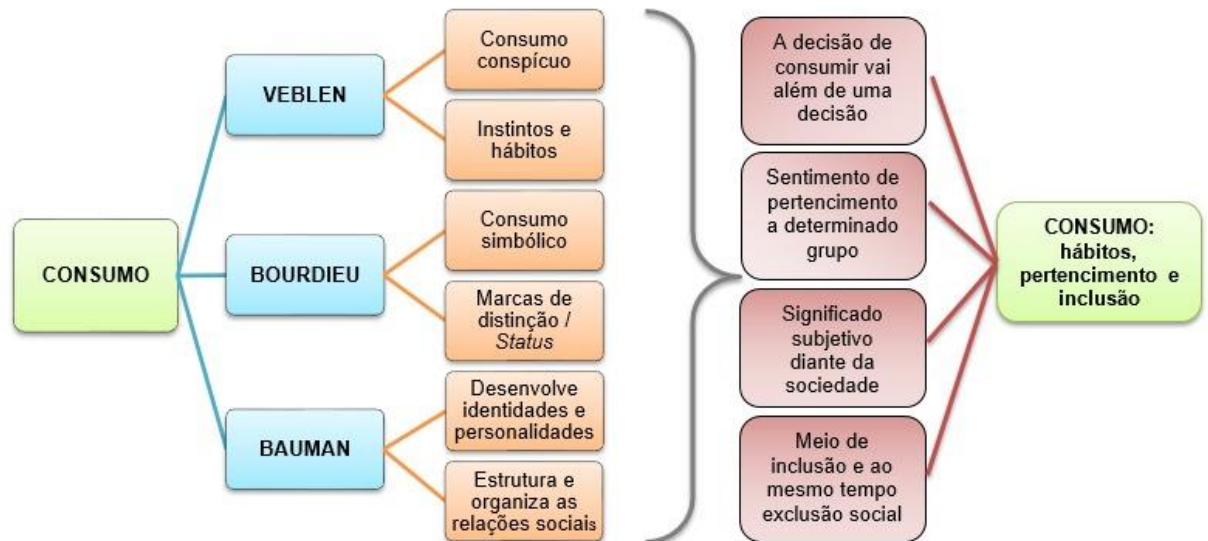 CONSUMO
VEBLEN
Consumo
conspícuo
Instintos e
hábitos
BOURDIEU
Consumo
simbólico
Marcas de
distinção /
Status
BAUMAN
Desenvolve
identidades e
personalidades
Estrutura e
organiza as
relações sociais
A decisão de
consumir vai
além de uma
decisão
Sentimento de
pertencimento
a determinado
grupo
Significado
subjetivo
diante da
sociedade
Meio de
inclusão e ao
mesmo tempo
exclusão social
CONSUMO:
hábitos,
pertencimento e
inclusão